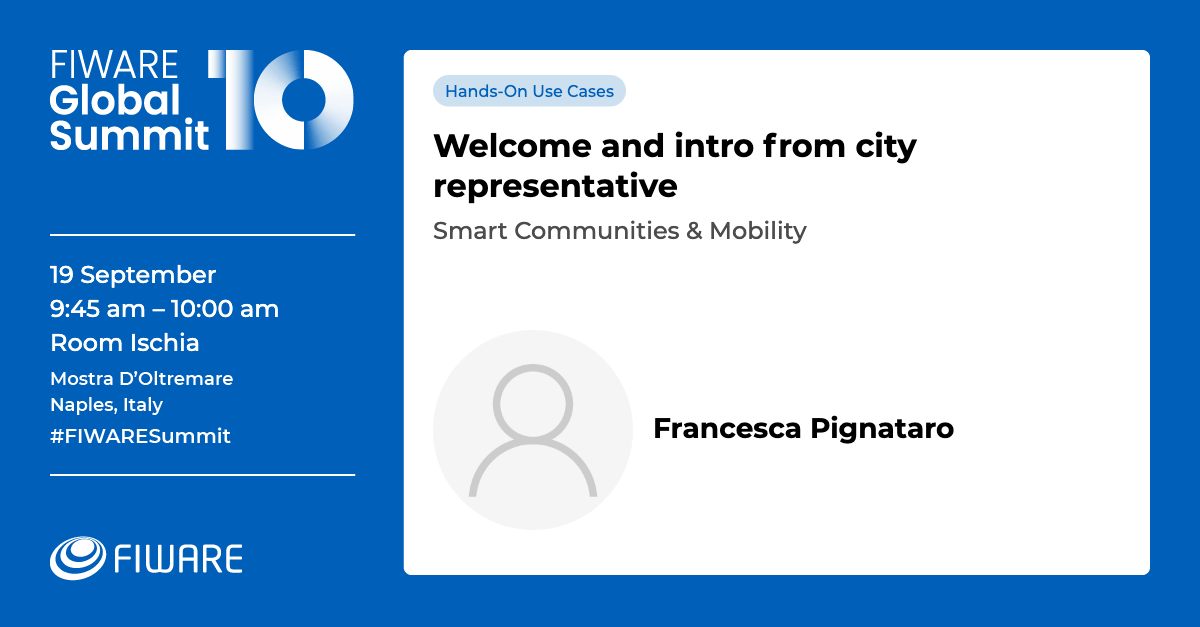 FIWARE
Global
Summit 10
19 September
9:45 am – 10:00 am
Room Ischia
Mostra D’Oltremare
Naples, Italy
#FIWARESummit
FIWARE
Hands-On Use Cases
Welcome and intro from city
representative
Smart Communities & Mobility
Francesca Pignataro